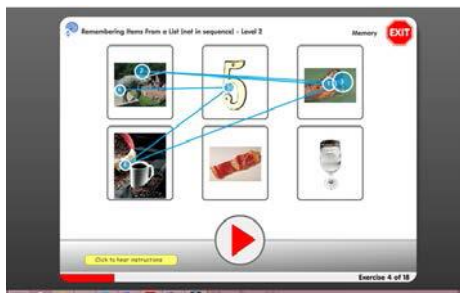 Remembering Items From a List (not in sequence) - Level 2
Memory
EXIT
5
Click to hear instructions
Exercise 4 of 18